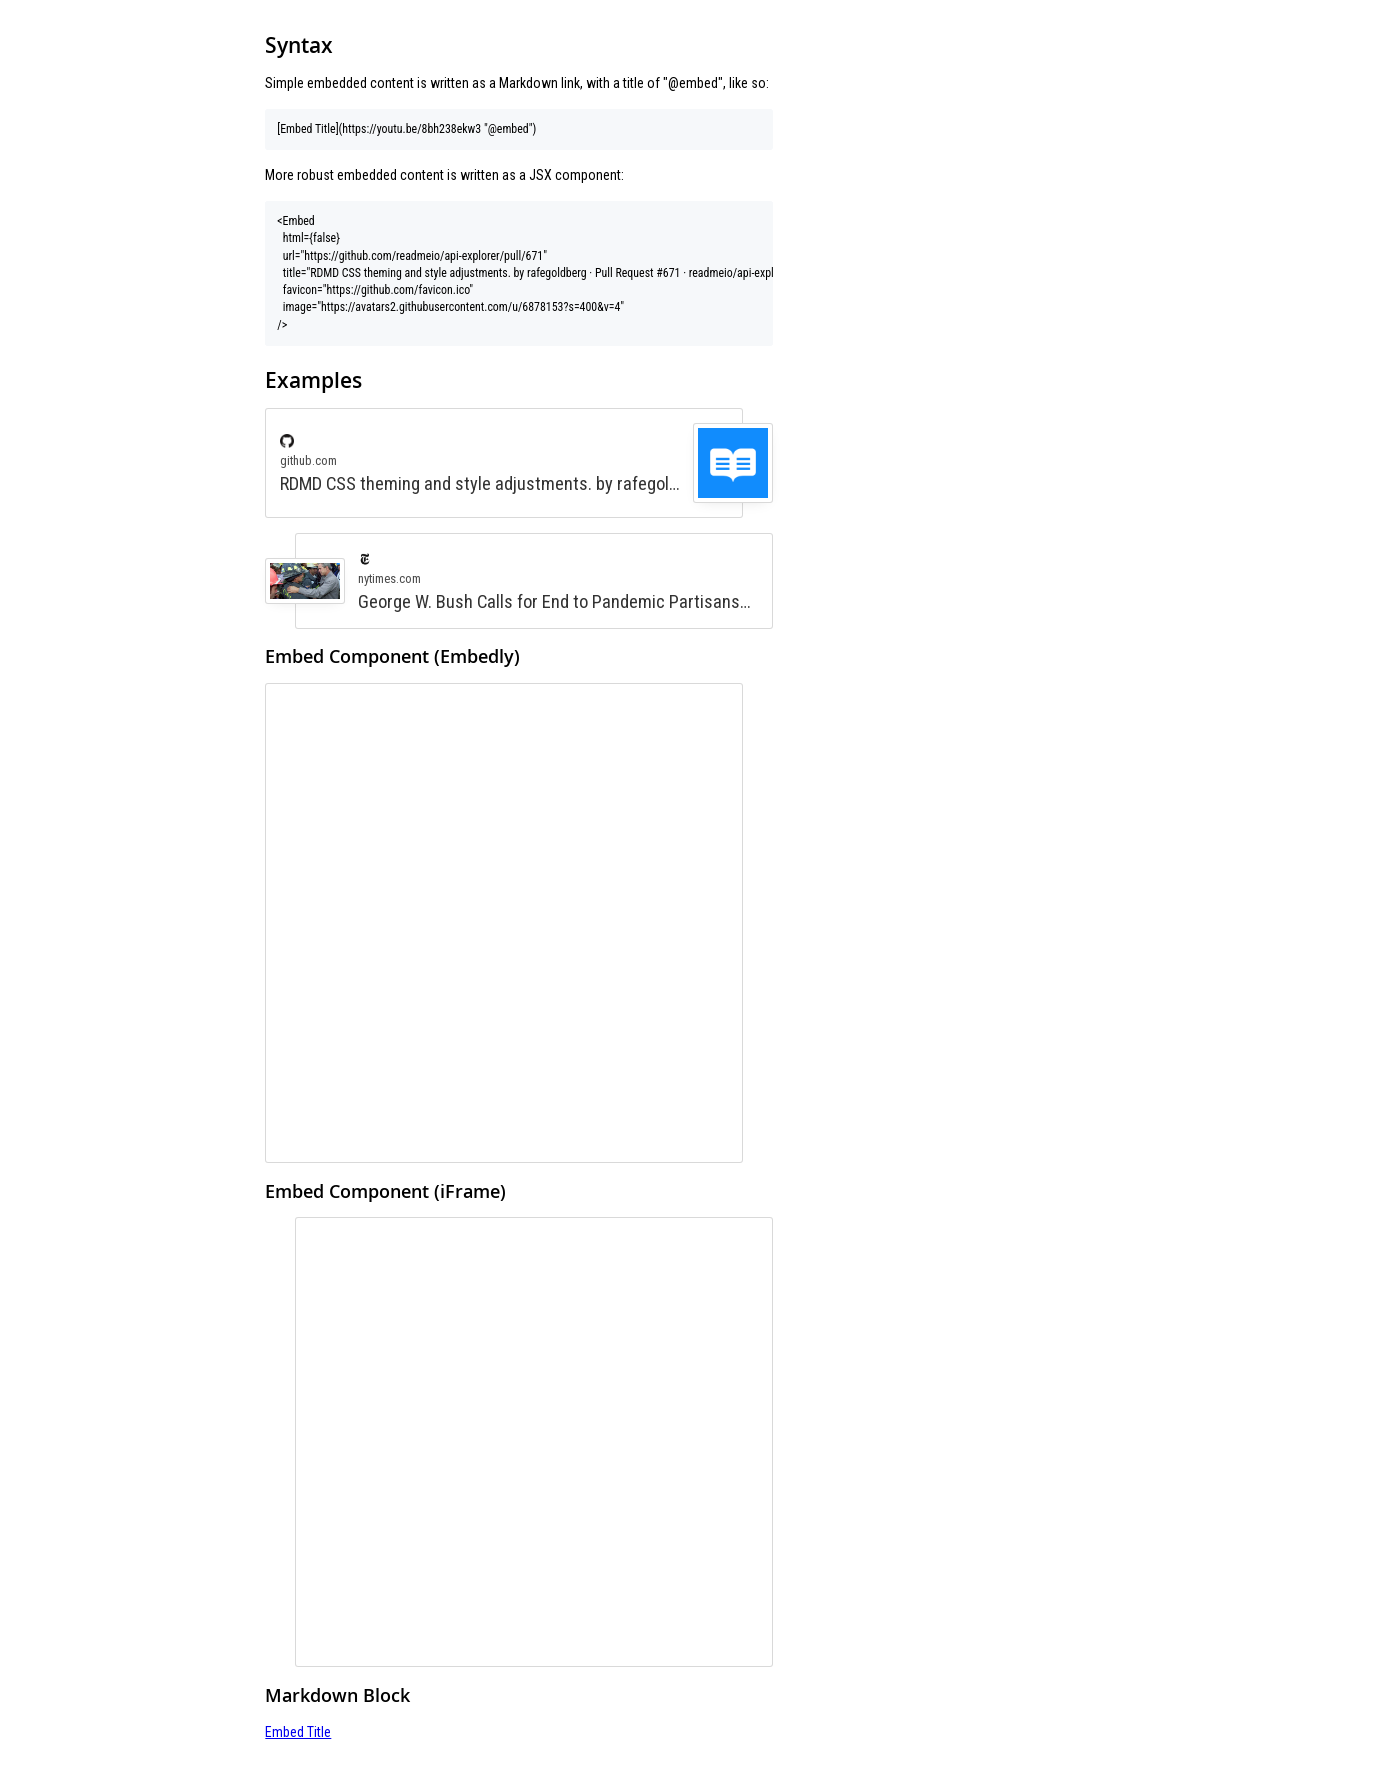 Syntax
Simple embedded content is written as a Markdown link, with a title of "@embed", like so:
[Embed Title](https://youtu.be/8bh238ekw3 "@embed")
More robust embedded content is written as a JSX component:
<Embed
  html={false}
  url="https://github.com/readmeio/api-explorer/pull/671"
  title="RDMD CSS theming and style adjustments. by rafegoldberg · Pull Request #671 · readmeio/api-expl
  favicon="https://github.com/favicon.ico"
  image="https://avatars2.githubusercontent.com/u/6878153?s=400&v=4"
/>
Examples
github.com
RDMD CSS theming and style adjustments. by rafegol…
nytimes.com
George W. Bush Calls for End to Pandemic Partisans…
Embed Component (Embedly)
Embed Component (iFrame)
Markdown Block
Embed Title